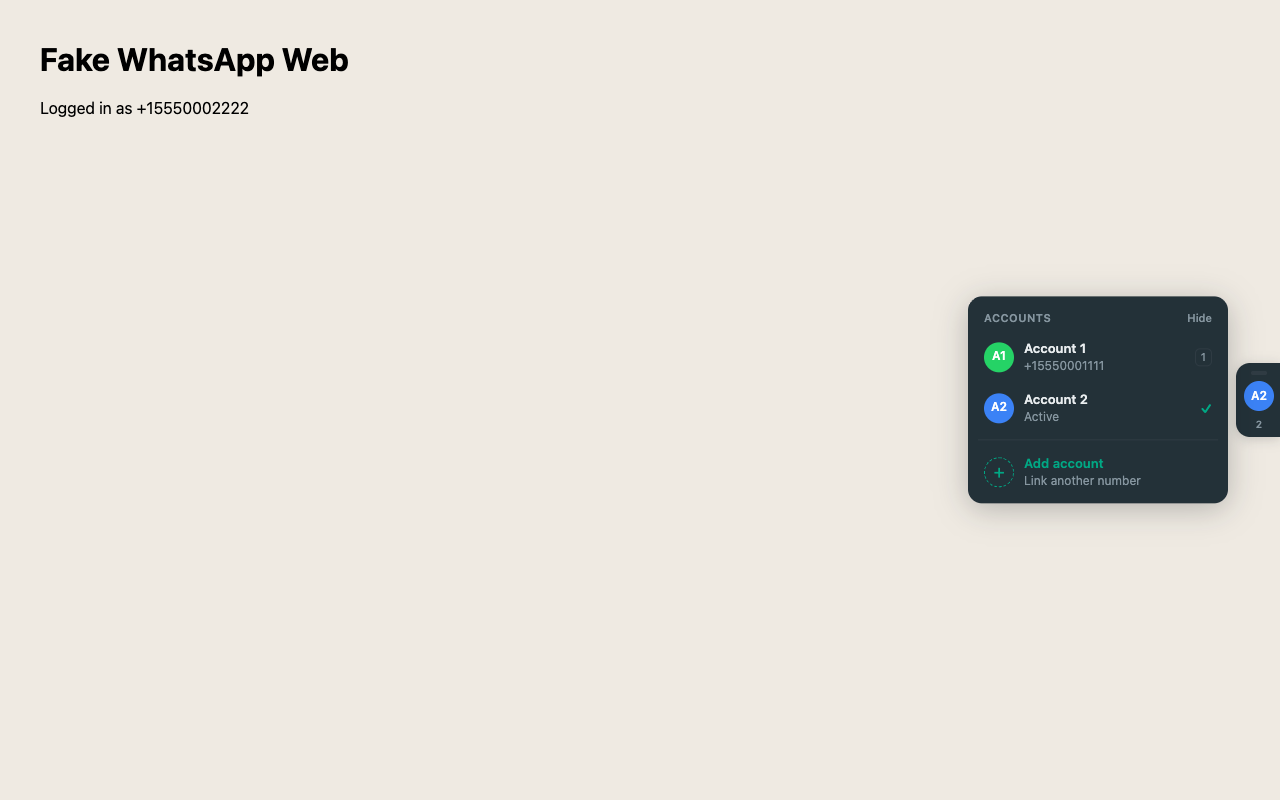 Fake WhatsApp Web
Logged in as +15550002222
ACCOUNTS Hide
A1 Account 1
+15550001111 1
A2 Account 2
Active
+ Add account
Link another number
A2
2